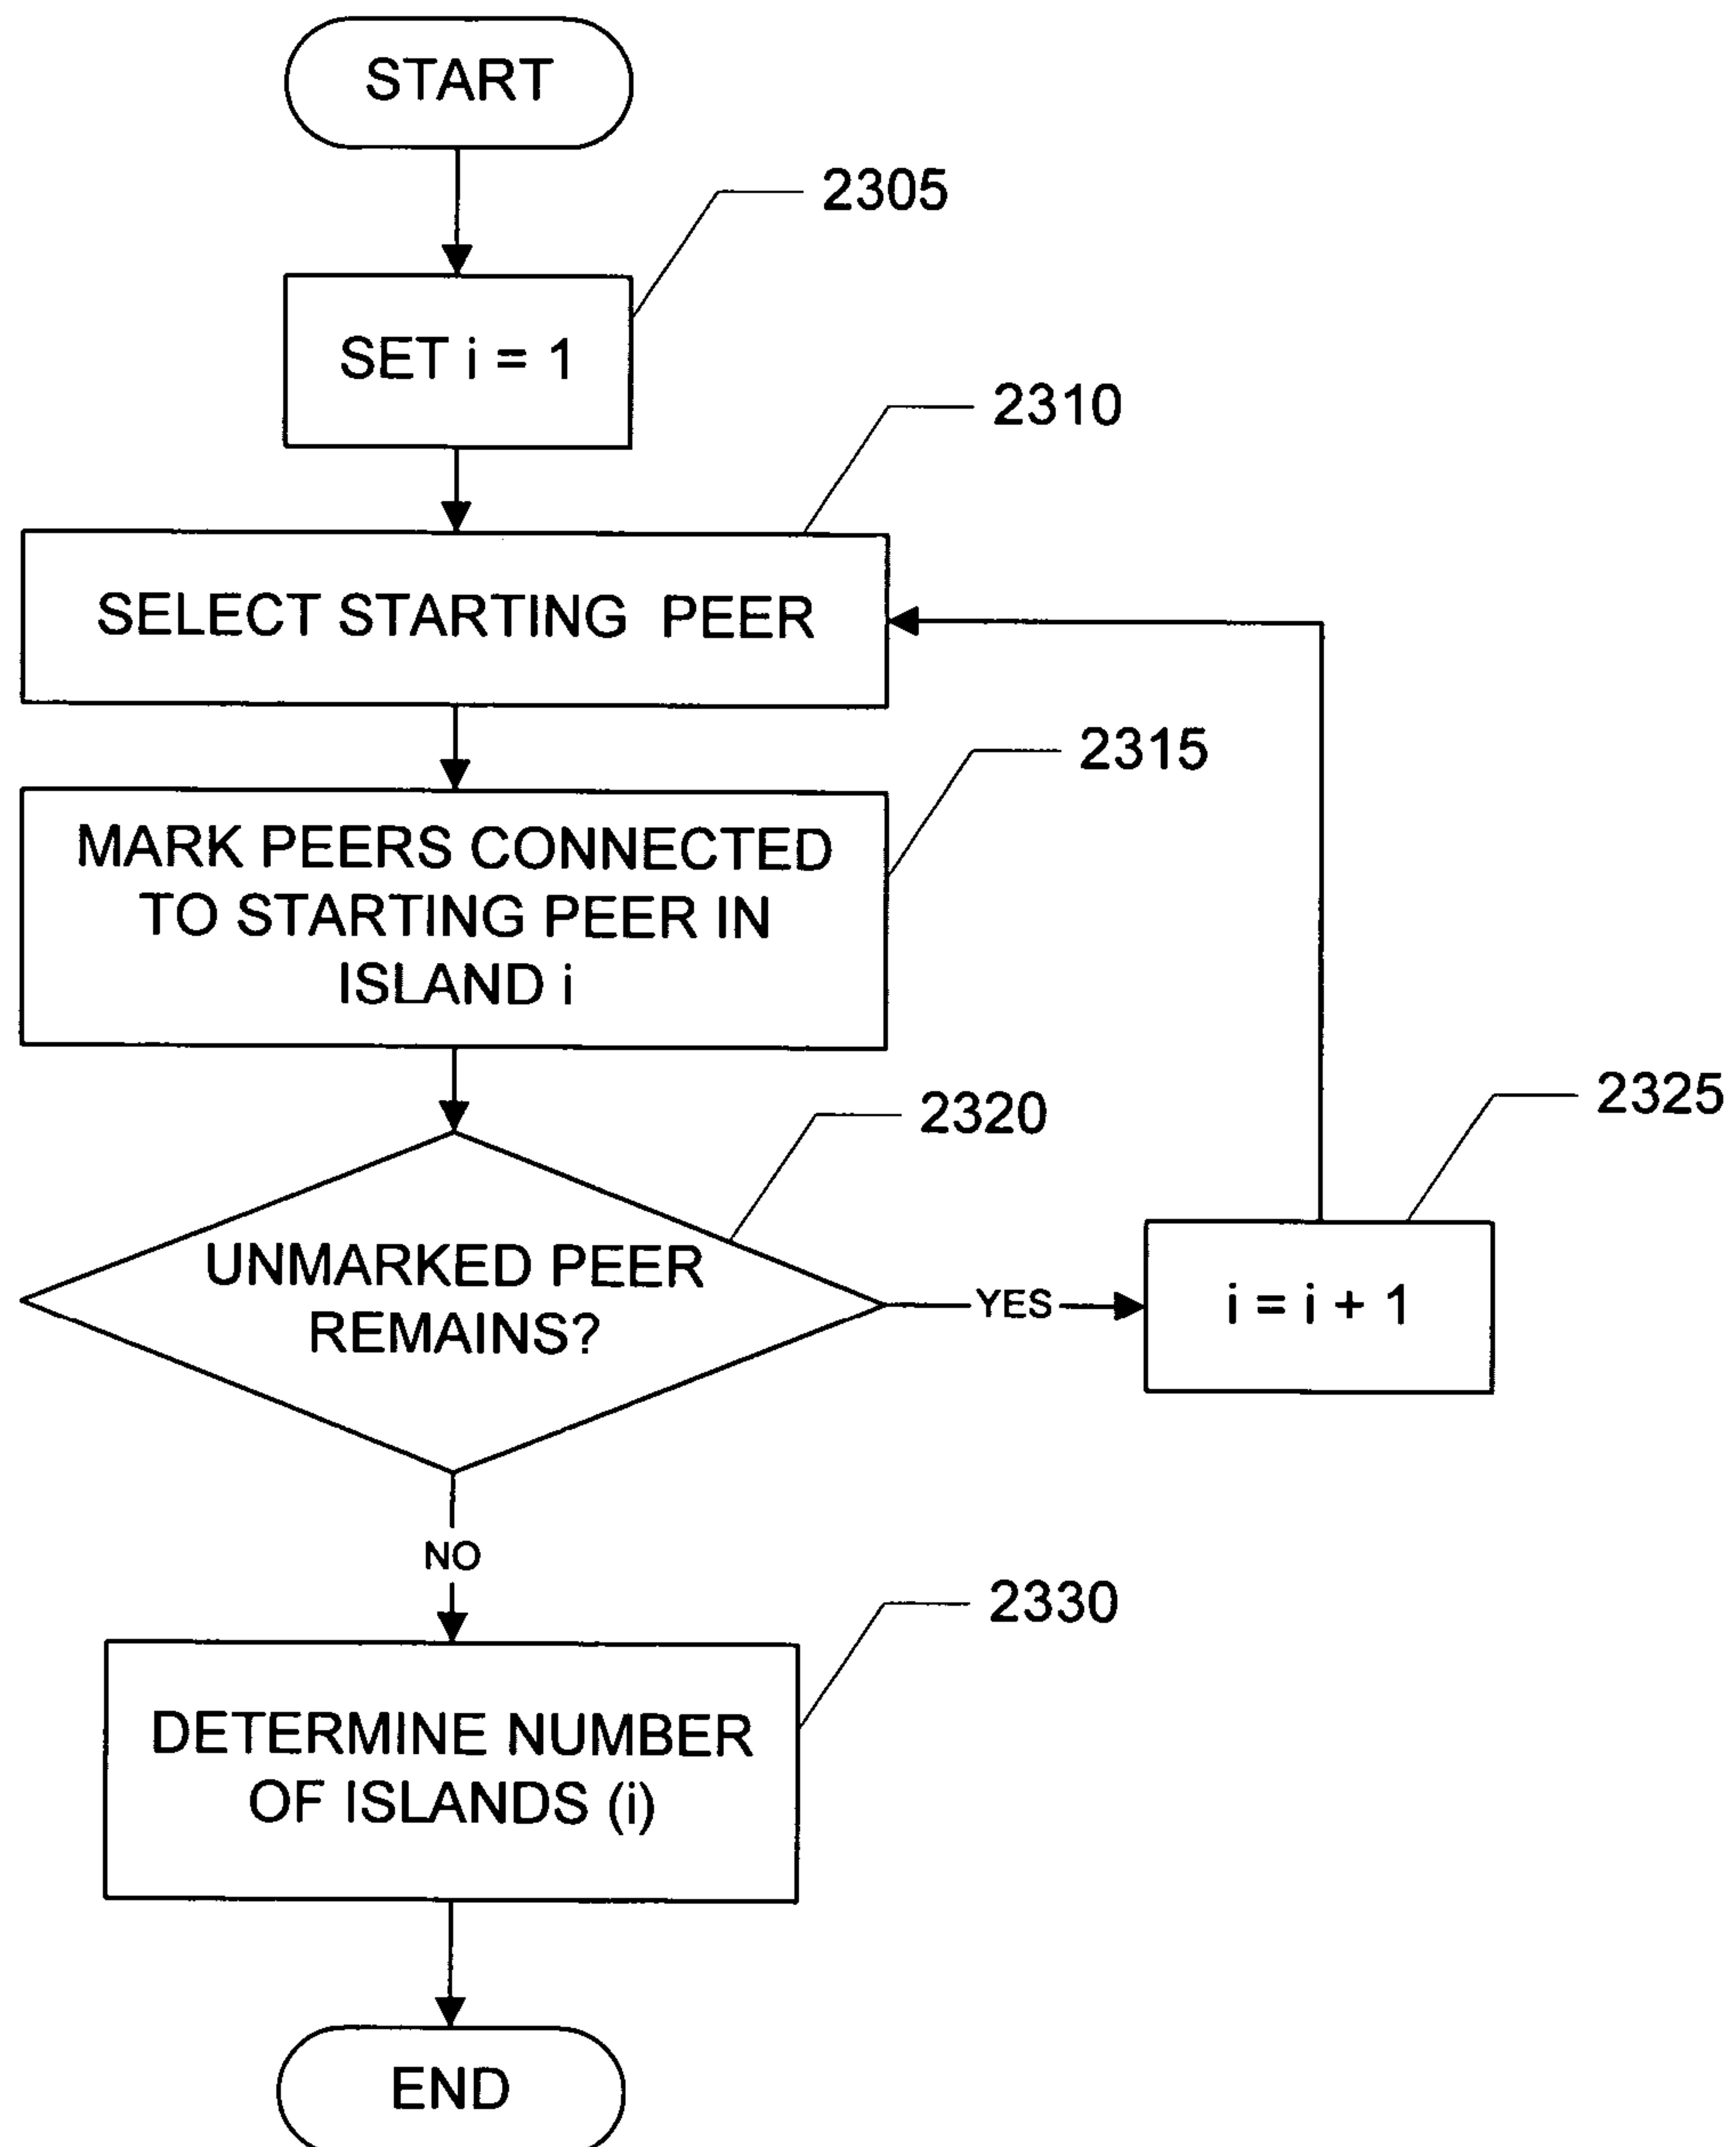 START
2305
SET i = 1
2310
SELECT STARTING PEER
2315
MARK PEERS CONNECTED
TO STARTING PEER IN
ISLAND i
2320
2325
UNMARKED PEER
REMAINS?
YES
i = i + 1
NO
2330
DETERMINE NUMBER
OF ISLANDS (i)
END